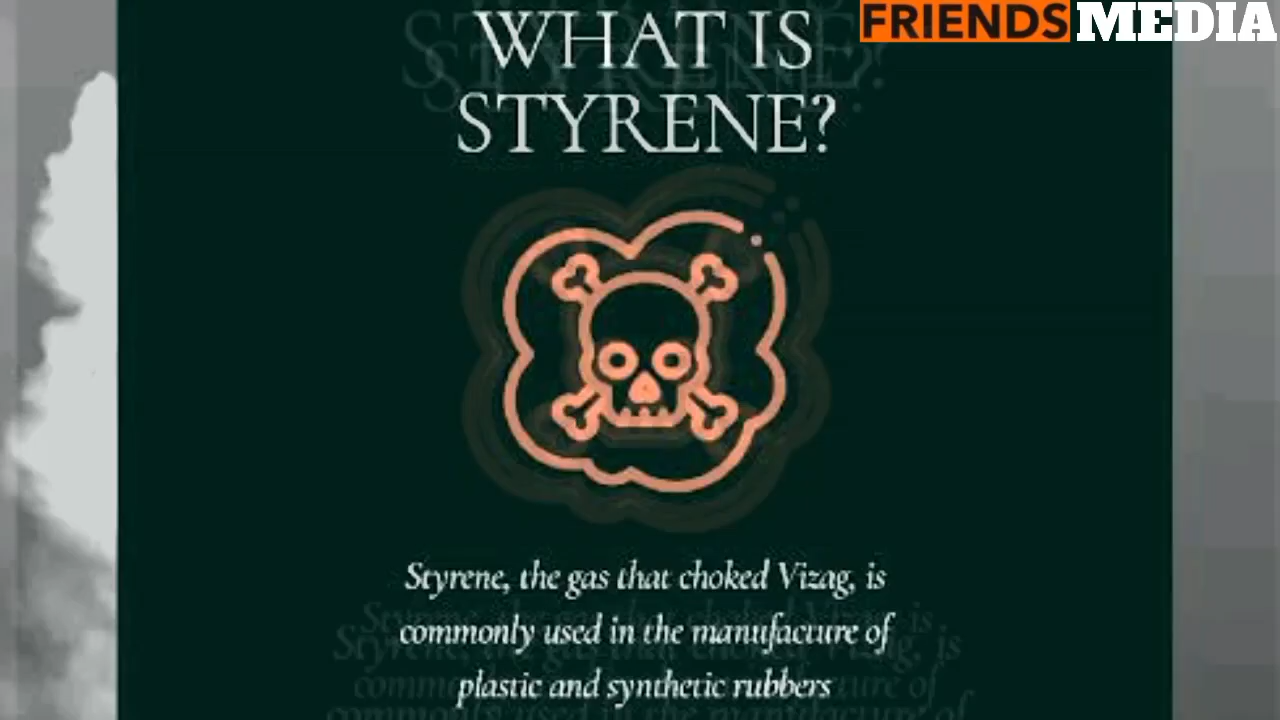 FRIENDSMEDIA
WHAT IS
STYRENE?
Styrene, the gas that choked Vizag, is
commonly used in the manufacture of
plastic and synthetic rubbers